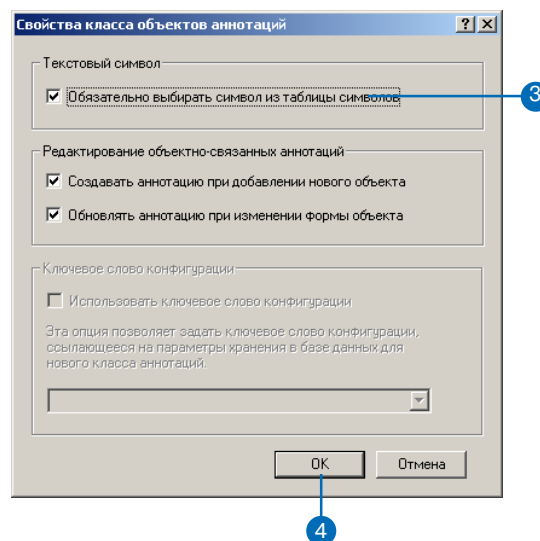 Свойства класса объектов аннотаций
Текстовый символ
Обязательно выбирать символ из таблицы символов
3
Редактирование объектно-связанных аннотаций
Создавать аннотацию при добавлении нового объекта
Обновлять аннотацию при изменении формы объекта
Ключевое слово конфигурации
Использовать ключевое слово конфигурации
Эта опция позволяет задать ключевое слово конфигурации,
ссылающееся на параметры хранения в базе данных для
нового класса аннотаций.
OK
Отмена
4